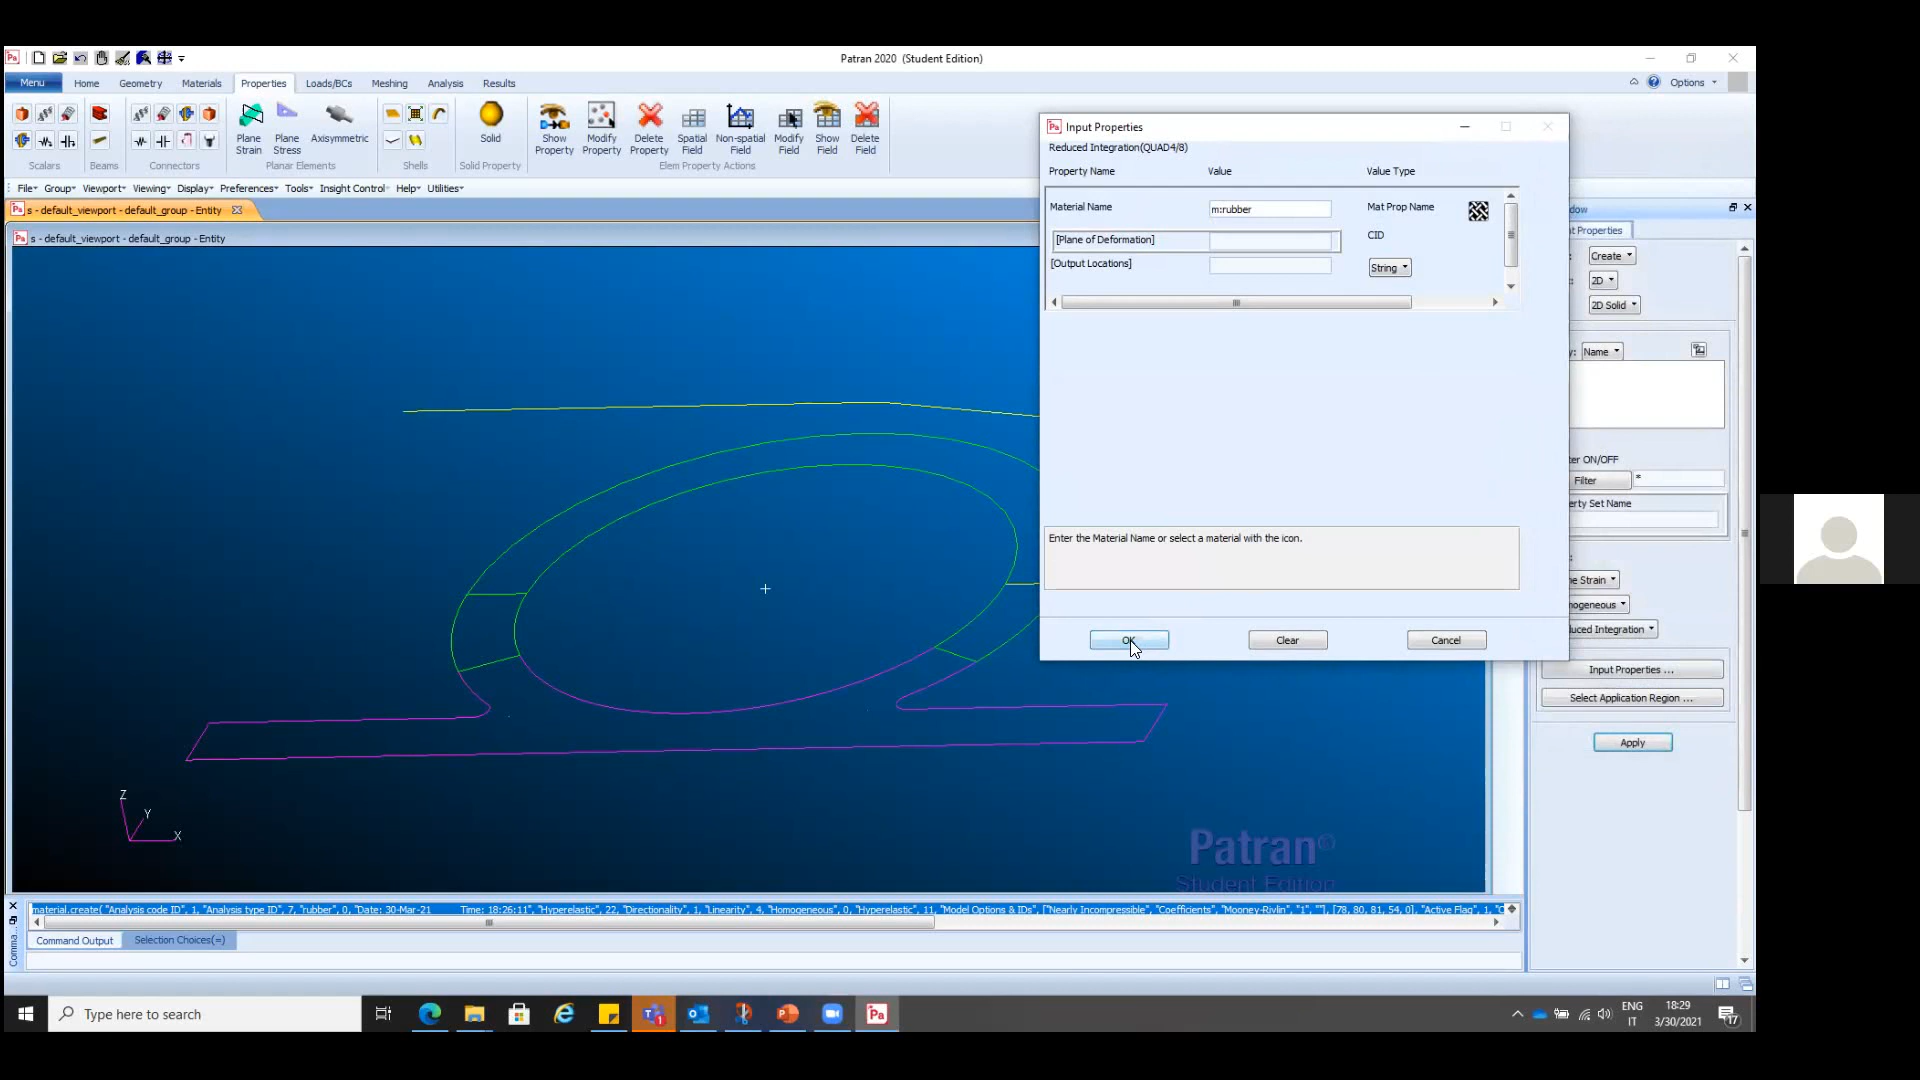 Patran 2020 (Student Edition)
Menu Home Geometry Materials Properties Loads/BCs Meshing Analysis Results Options
Plane Strain
Plane Stress
Axisymmetric
Solid
Show Property
Modify Property
Delete Property
Spatial Field
Non-spatial Field
Modify Field
Show Field
Delete Field
Scalars Beams Connectors Planar Elements Shells Solid Property Elem Property Actions
File Group Viewport Viewing Display Preferences Tools Insight Control Help Utilities
s - default_viewport - default_group - Entity
s - default_viewport - default_group - Entity
Input Properties
Reduced Integration(QUAD4/8)
Property Name Value Value Type
Material Name m:rubber Mat Prop Name
[Plane of Deformation] CID
[Output Locations] String
Enter the Material Name or select a material with the icon.
OK Clear Cancel
dow
t Properties
Create
2D
2D Solid
y: Name
ter ON/OFF
Filter *
erty Set Name
ne Strain
ogeneous
uced Integration
Input Properties ...
Select Application Region ...
Apply
Z
Y
X
Patran©
Student Edition
material.create( "Analysis code ID", 1, "Analysis type ID", 7, "rubber", 0, "Date: 30-Mar-21 Time: 18:26:11", "Hyperelastic", 22, "Directionality", 1, "Linearity", 4, "Homogeneous", 0, "Hyperelastic", 11, "Model Options & IDs", ["Nearly Incompressible", "Coefficients", "Mooney-Rivlin", "1", ""], [78, 80, 81, 54, 0], "Active Flag", 1, "C
Comma...
Command Output Selection Choices(=)
Type here to search
ENG
IT
18:29
3/30/2021
17